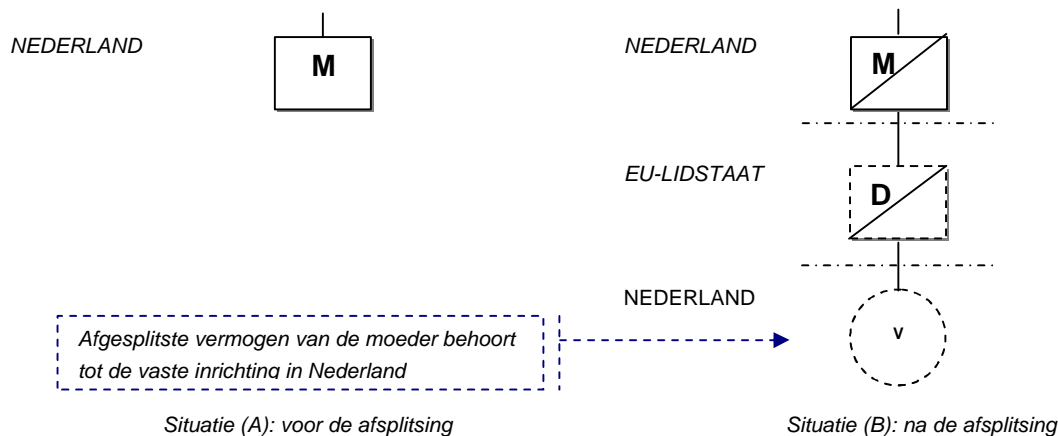 NEDERLAND
M
NEDERLAND
M
EU-LIDSTAAT
D
NEDERLAND
v
Afgesplitste vermogen van de moeder behoort
tot de vaste inrichting in Nederland
Situatie (A): voor de afsplitsing
Situatie (B): na de afsplitsing